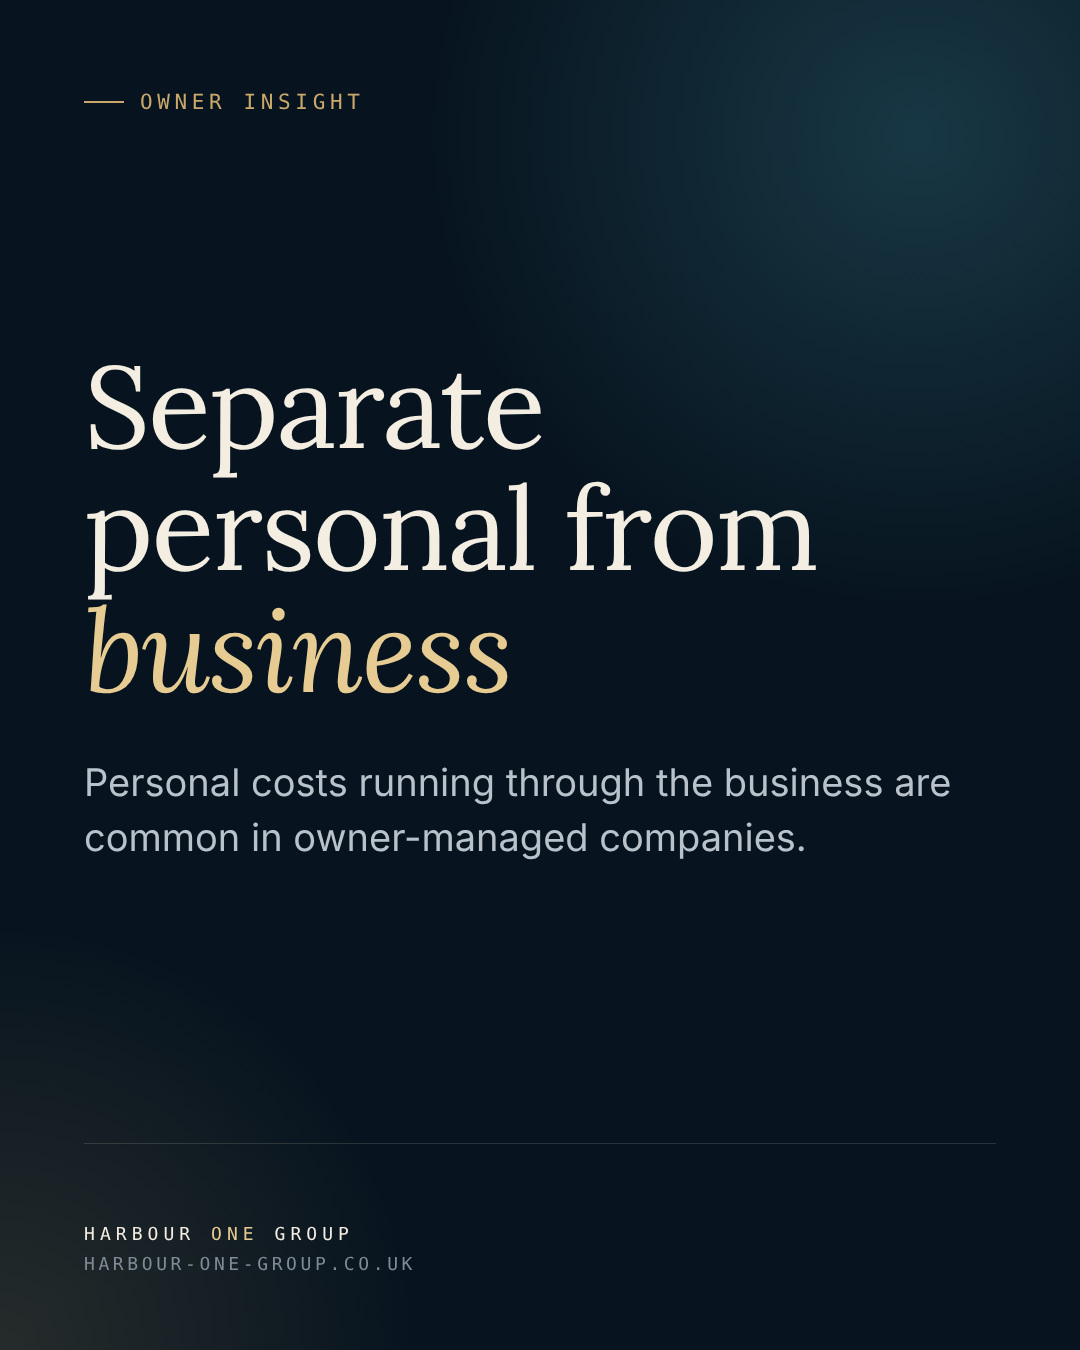 OWNER INSIGHT
Separate
personal from
business
Personal costs running through the business are
common in owner-managed companies.
HARBOUR ONE GROUP
HARBOUR-ONE-GROUP.CO.UK